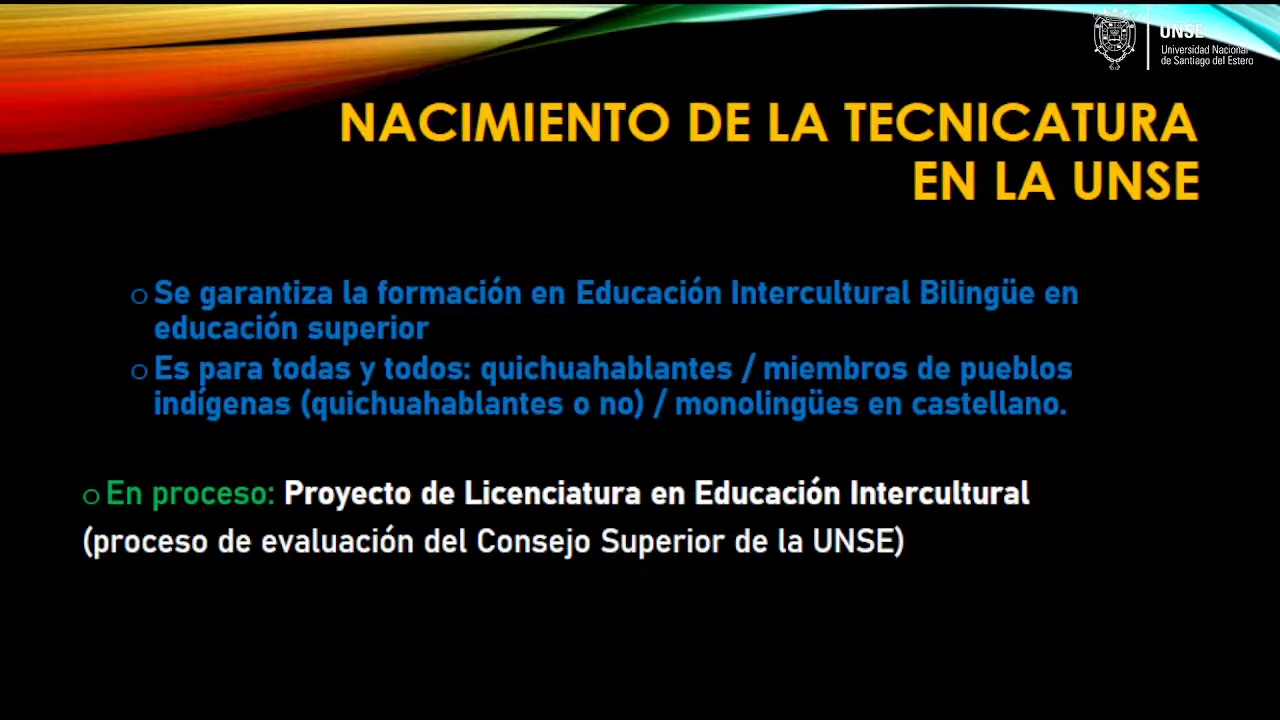 UNSE
Universidad Nacional
de Santiago del Estero
NACIMIENTO DE LA TECNICATURA
EN LA UNSE
o Se garantiza la formación en Educación Intercultural Bilingüe en
educación superior
o Es para todas y todos: quichuahablantes / miembros de pueblos
indígenas (quichuahablantes o no) / monolingües en castellano.
o En proceso: Proyecto de Licenciatura en Educación Intercultural
(proceso de evaluación del Consejo Superior de la UNSE)